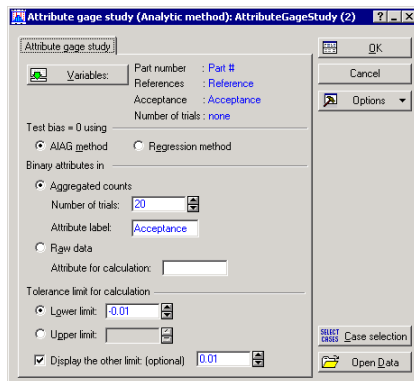 Attribute gage study (Analytic method): AttributeGageStudy (2)
Attribute gage study
OK
Variables:
Part number : Part #
References : Reference
Acceptance : Acceptance
Number of trials : none
Cancel
Options
Test bias = 0 using
AIAG method
Regression method
Binary attributes in
Aggregated counts
Number of trials: 20
Attribute label: Acceptance
Raw data
Attribute for calculation:
Tolerance limit for calculation
Lower limit: -0.01
Upper limit:
Display the other limit: (optional) 0.01
SELECT CASES Case selection
Open Data